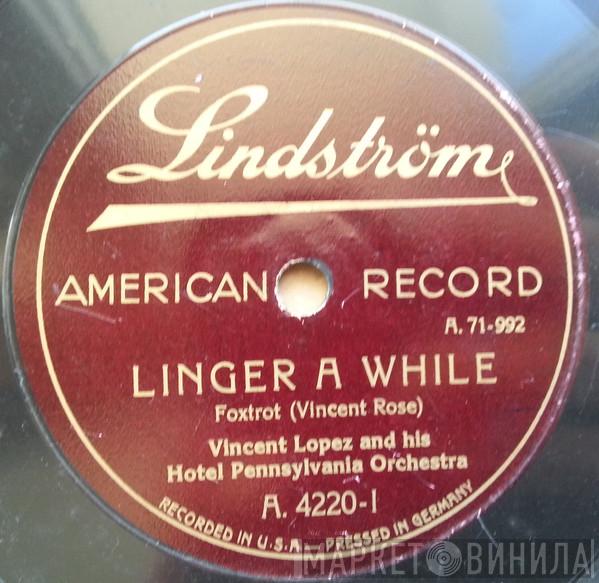 Lindström
AMERICAN RECORD
A. 71-992
LINGER A WHILE
Foxtrot (Vincent Rose)
Vincent Lopez and his
Hotel Pennsylvania Orchestra
A. 4220-I
RECORDED IN U.S.A. PRESSED IN GERMANY
МАРКЕТ ВИНИЛА